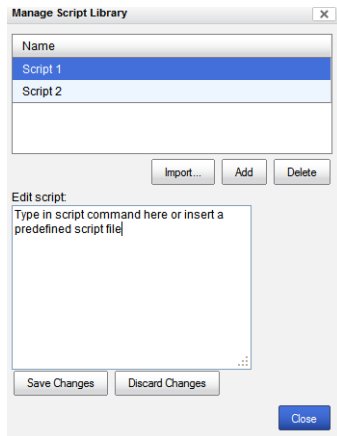 Manage Script Library
Name
Script 1
Script 2
Import...
Add
Delete
Edit script:
Type in script command here or insert a
predefined script file
Save Changes
Discard Changes
Close